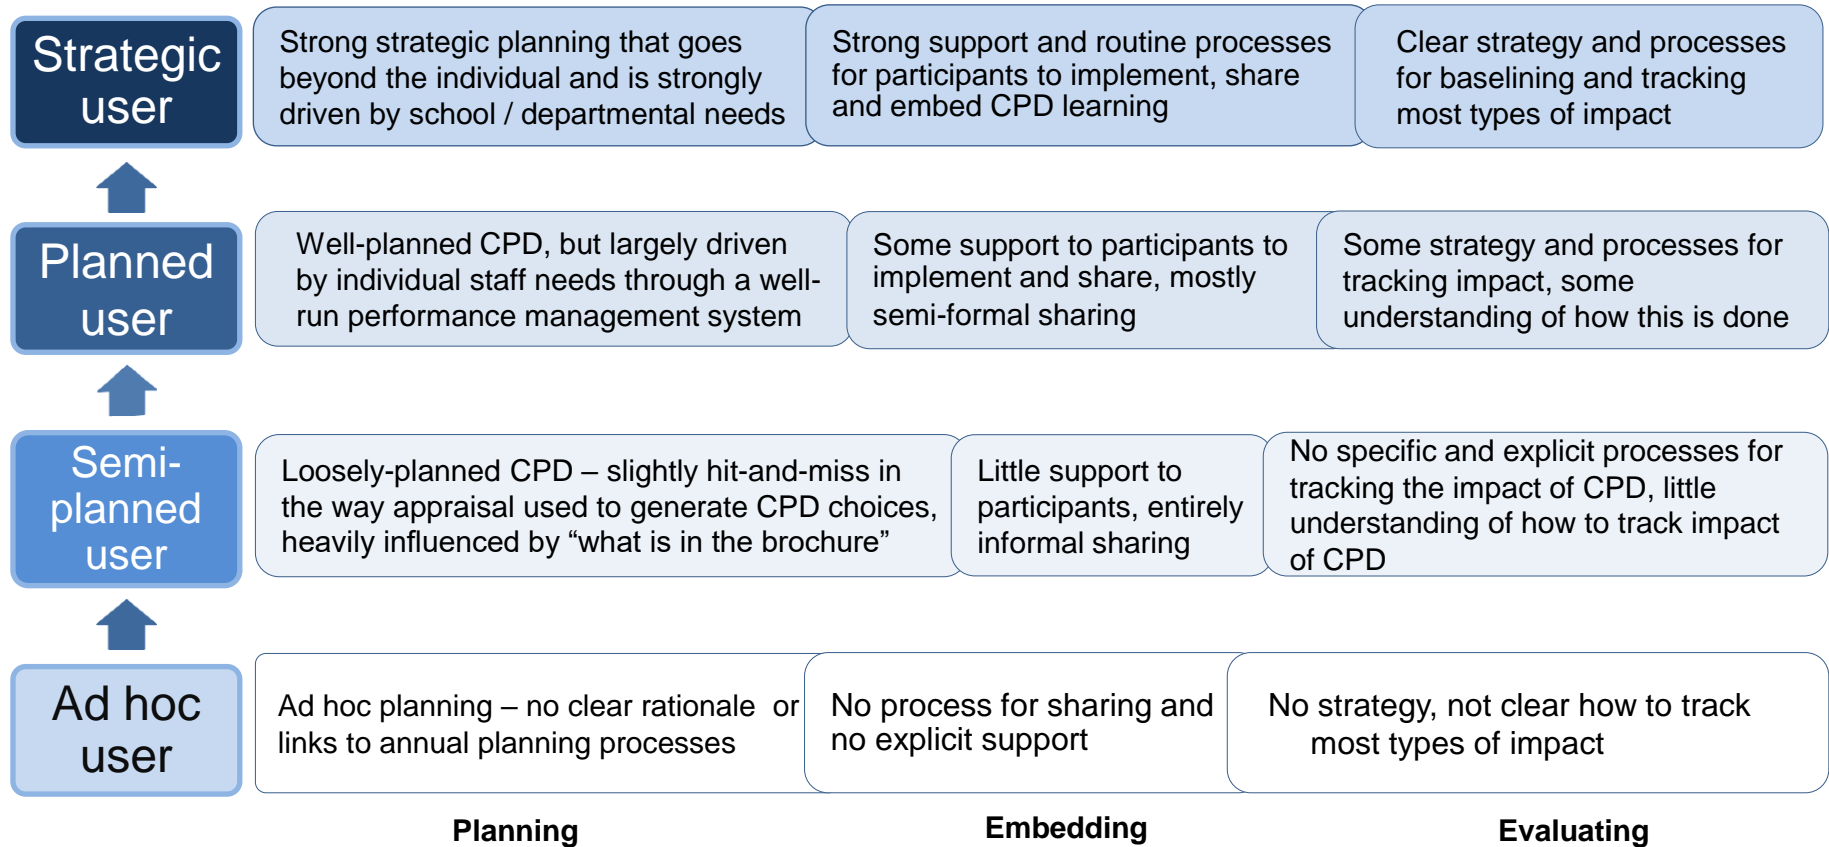 Strategic
user
Strong strategic planning that goes
beyond the individual and is strongly
driven by school / departmental needs
Strong support and routine processes
for participants to implement, share
and embed CPD learning
Clear strategy and processes
for baselining and tracking
most types of impact
Planned
user
Well-planned CPD, but largely driven
by individual staff needs through a well-
run performance management system
Some support to participants to
implement and share, mostly
semi-formal sharing
Some strategy and processes for
tracking impact, some
understanding of how this is done
Semi-
planned
user
Loosely-planned CPD – slightly hit-and-miss in
the way appraisal used to generate CPD choices,
heavily influenced by “what is in the brochure”
Little support to
participants, entirely
informal sharing
No specific and explicit processes for
tracking the impact of CPD, little
understanding of how to track impact
of CPD
Ad hoc
user
Ad hoc planning – no clear rationale or
links to annual planning processes
No process for sharing and
no explicit support
No strategy, not clear how to track
most types of impact
Planning
Embedding
Evaluating